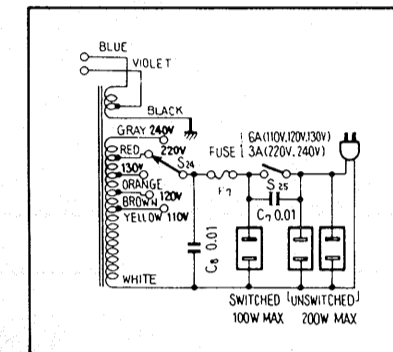 BLUE
VIOLET
BLACK
GRAY 240V
RED 220V
S24
130V
ORANGE
120V
BROWN
YELLOW 110V
WHITE
FUSE
6A(110V,120V,130V)
3A(220V.240V)
F7
S25
C7 0.01
C8 0.01
SWITCHED
100W MAX
UNSWITCHED
200W MAX